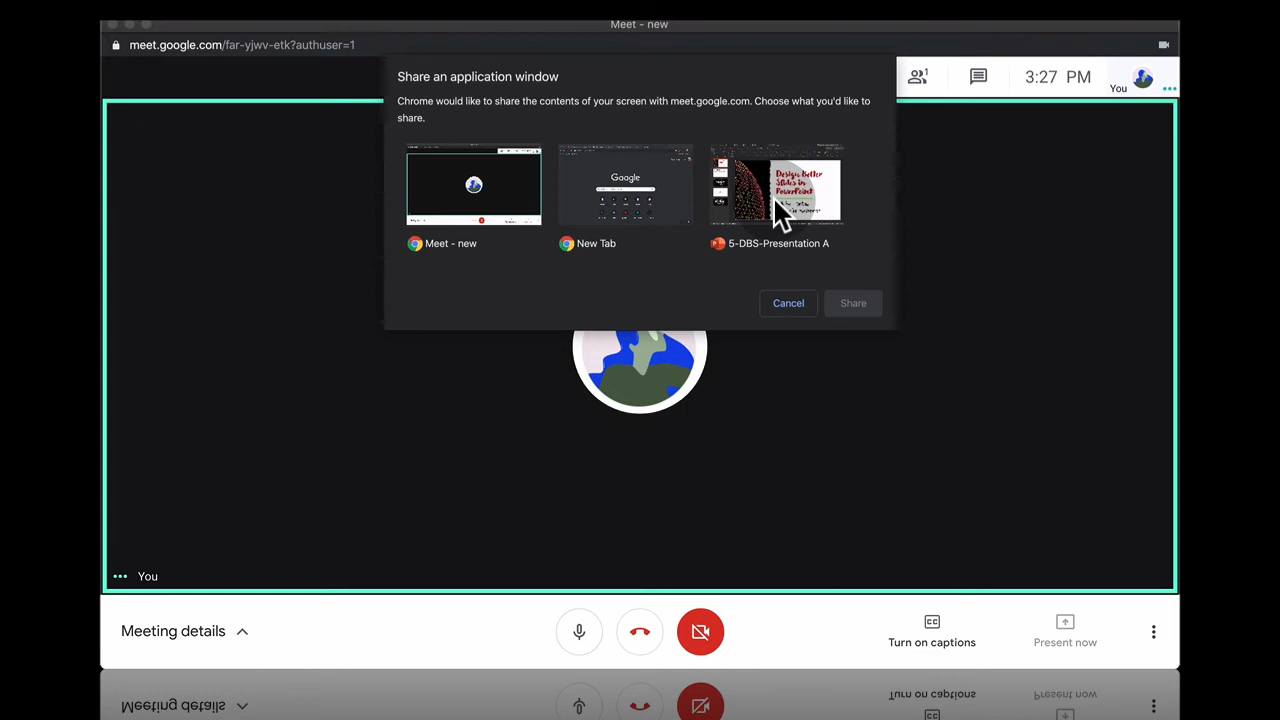 Meet - new
meet.google.com/far-yjwv-etk?authuser=1
Share an application window
Chrome would like to share the contents of your screen with meet.google.com. Choose what you'd like to
share.
1
3:27 PM
You
Google
Design Better
Slides in
PowerPoint
Meet - new
New Tab
5-DBS-Presentation A
Cancel
Share
You
Meeting details
CC
Turn on captions
Present now